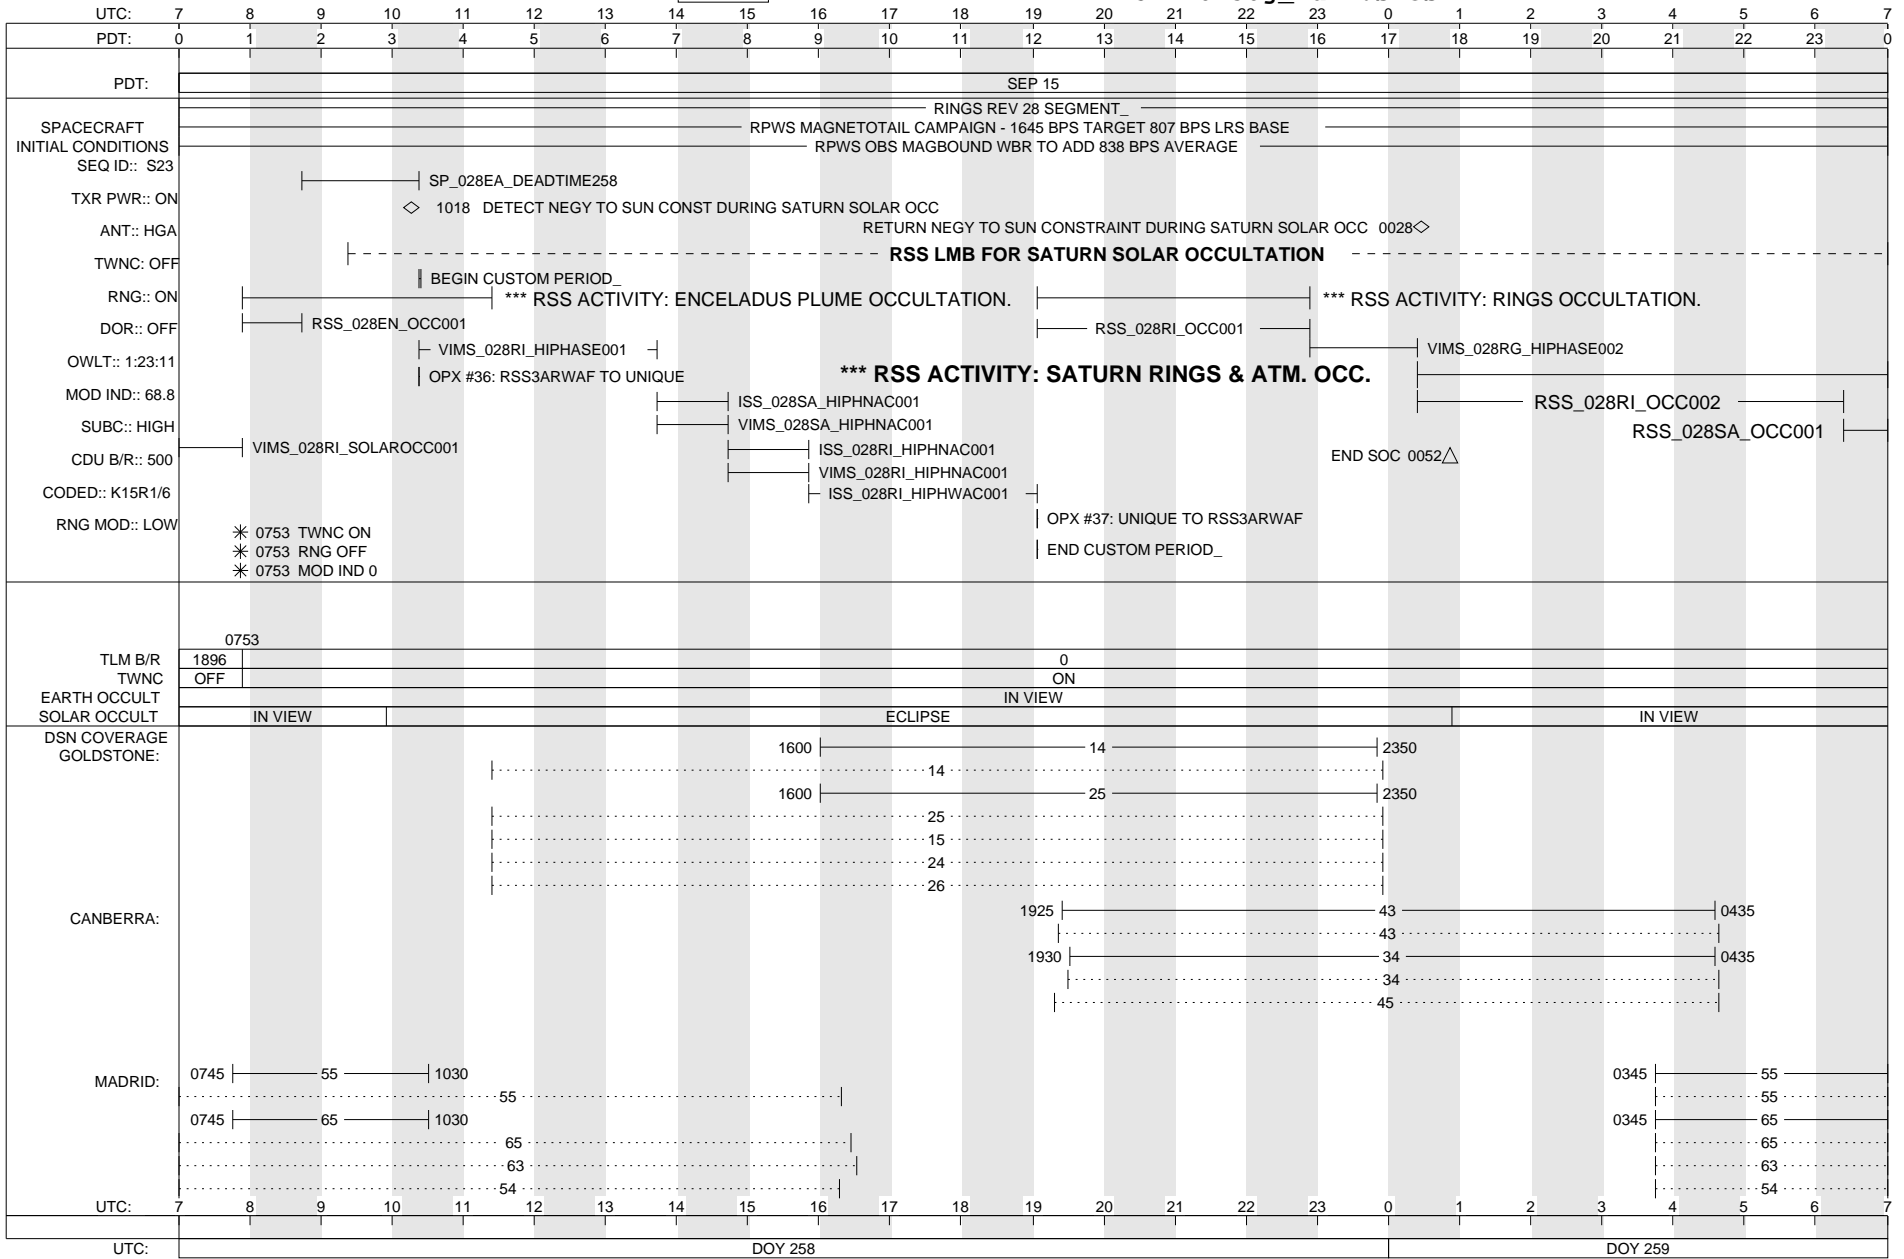 UTC: 7 8 9 10 11 12 13 14 15 16 17 18 19 20 21 22 23 0 1 2 3 4 5 6 7
PDT: 0 1 2 3 4 5 6 7 8 9 10 11 12 13 14 15 16 17 18 19 20 21 22 23 0
PDT: SEP 15
RINGS REV 28 SEGMENT_
SPACECRAFT
RPWS MAGNETOTAIL CAMPAIGN - 1645 BPS TARGET 807 BPS LRS BASE
INITIAL CONDITIONS
RPWS OBS MAGBOUND WBR TO ADD 838 BPS AVERAGE
SEQ ID:: S23
SP_028EA_DEADTIME258
TXR PWR:: ON
1018 DETECT NEGY TO SUN CONST DURING SATURN SOLAR OCC
ANT:: HGA
RETURN NEGY TO SUN CONSTRAINT DURING SATURN SOLAR OCC 0028
TWNC: OFF
RSS LMB FOR SATURN SOLAR OCCULTATION
BEGIN CUSTOM PERIOD_
RNG:: ON
*** RSS ACTIVITY: ENCELADUS PLUME OCCULTATION.
*** RSS ACTIVITY: RINGS OCCULTATION.
DOR:: OFF
RSS_028EN_OCC001
RSS_028RI_OCC001
VIMS_028RI_HIPHASE001
VIMS_028RG_HIPHASE002
OWLT:: 1:23:11
OPX #36: RSS3ARWAF TO UNIQUE
*** RSS ACTIVITY: SATURN RINGS & ATM. OCC.
MOD IND:: 68.8
ISS_028SA_HIPHNAC001
RSS_028RI_OCC002
SUBC:: HIGH
VIMS_028SA_HIPHNAC001
RSS_028SA_OCC001
VIMS_028RI_SOLAROCC001
ISS_028RI_HIPHNAC001
END SOC 0052
CDU B/R:: 500
VIMS_028RI_HIPHNAC001
CODED:: K15R1/6
ISS_028RI_HIPHWAC001
RNG MOD:: LOW
OPX #37: UNIQUE TO RSS3ARWAF
0753 TWNC ON
0753 RNG OFF
END CUSTOM PERIOD_
0753 MOD IND 0
0753
TLM B/R 1896 0
TWNC OFF ON
EARTH OCCULT IN VIEW
SOLAR OCCULT IN VIEW ECLIPSE IN VIEW
DSN COVERAGE
GOLDSTONE:
1600 14 2350
14
1600 25 2350
25
15
24
26
CANBERRA:
1925 43 0435
43
1930 34 0435
34
45
MADRID:
0745 55 1030 0345 55
55 55
0745 65 1030 0345 65
65 65
63 63
54 54
UTC: 7 8 9 10 11 12 13 14 15 16 17 18 19 20 21 22 23 0 1 2 3 4 5 6 7
UTC: DOY 258 DOY 259